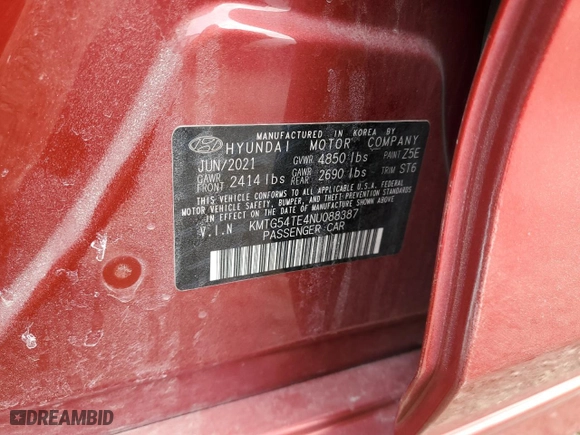 MANUFACTURED IN KOREA BY
HYUNDAI MOTOR COMPANY
JUN/2021 GVWR 4850 lbs PAINT Z5E
GAWR FRONT 2414 lbs GAWR REAR 2690 lbs TRIM ST6
THIS VEHICLE CONFORMS TO ALL APPLICABLE U.S.A. FEDERAL
MOTOR VEHICLE SAFETY, BUMPER, AND THEFT PREVENTION STANDARDS
IN EFFECT ON THE DATE OF MANUFACTURE SHOWN ABOVE.
V.I.N KMTG54TE4NU088387
PASSENGER CAR
DREAMBID